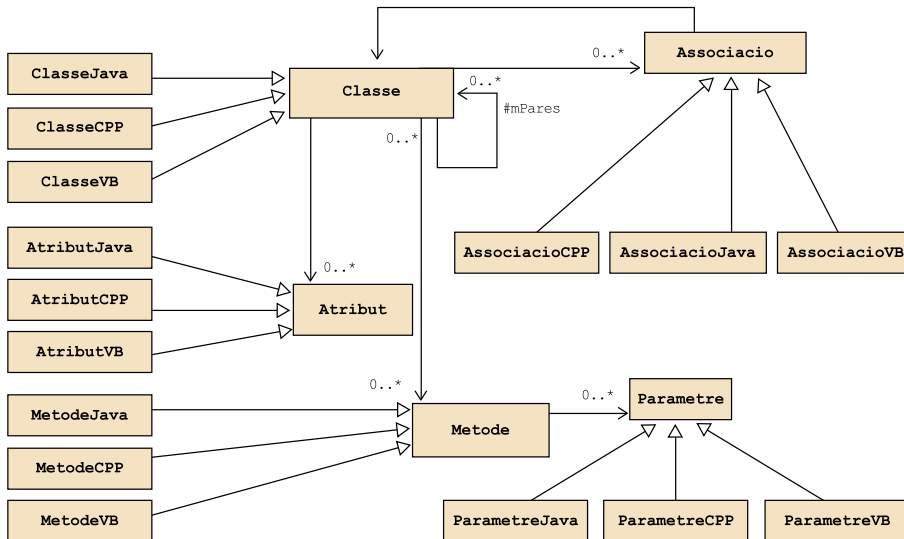 Associacio
0..*
ClasseJava
Classe
0..*
#mPares
ClasseCPP
0..*
ClasseVB
AtributJava
AssociacioCPP
AssociacioJava
AssociacioVB
0..*
AtributCPP
Atribut
AtributVB
0..*
0..*
Parametre
MetodeJava
Metode
MetodeCPP
MetodeVB
ParametreJava
ParametreCPP
ParametreVB